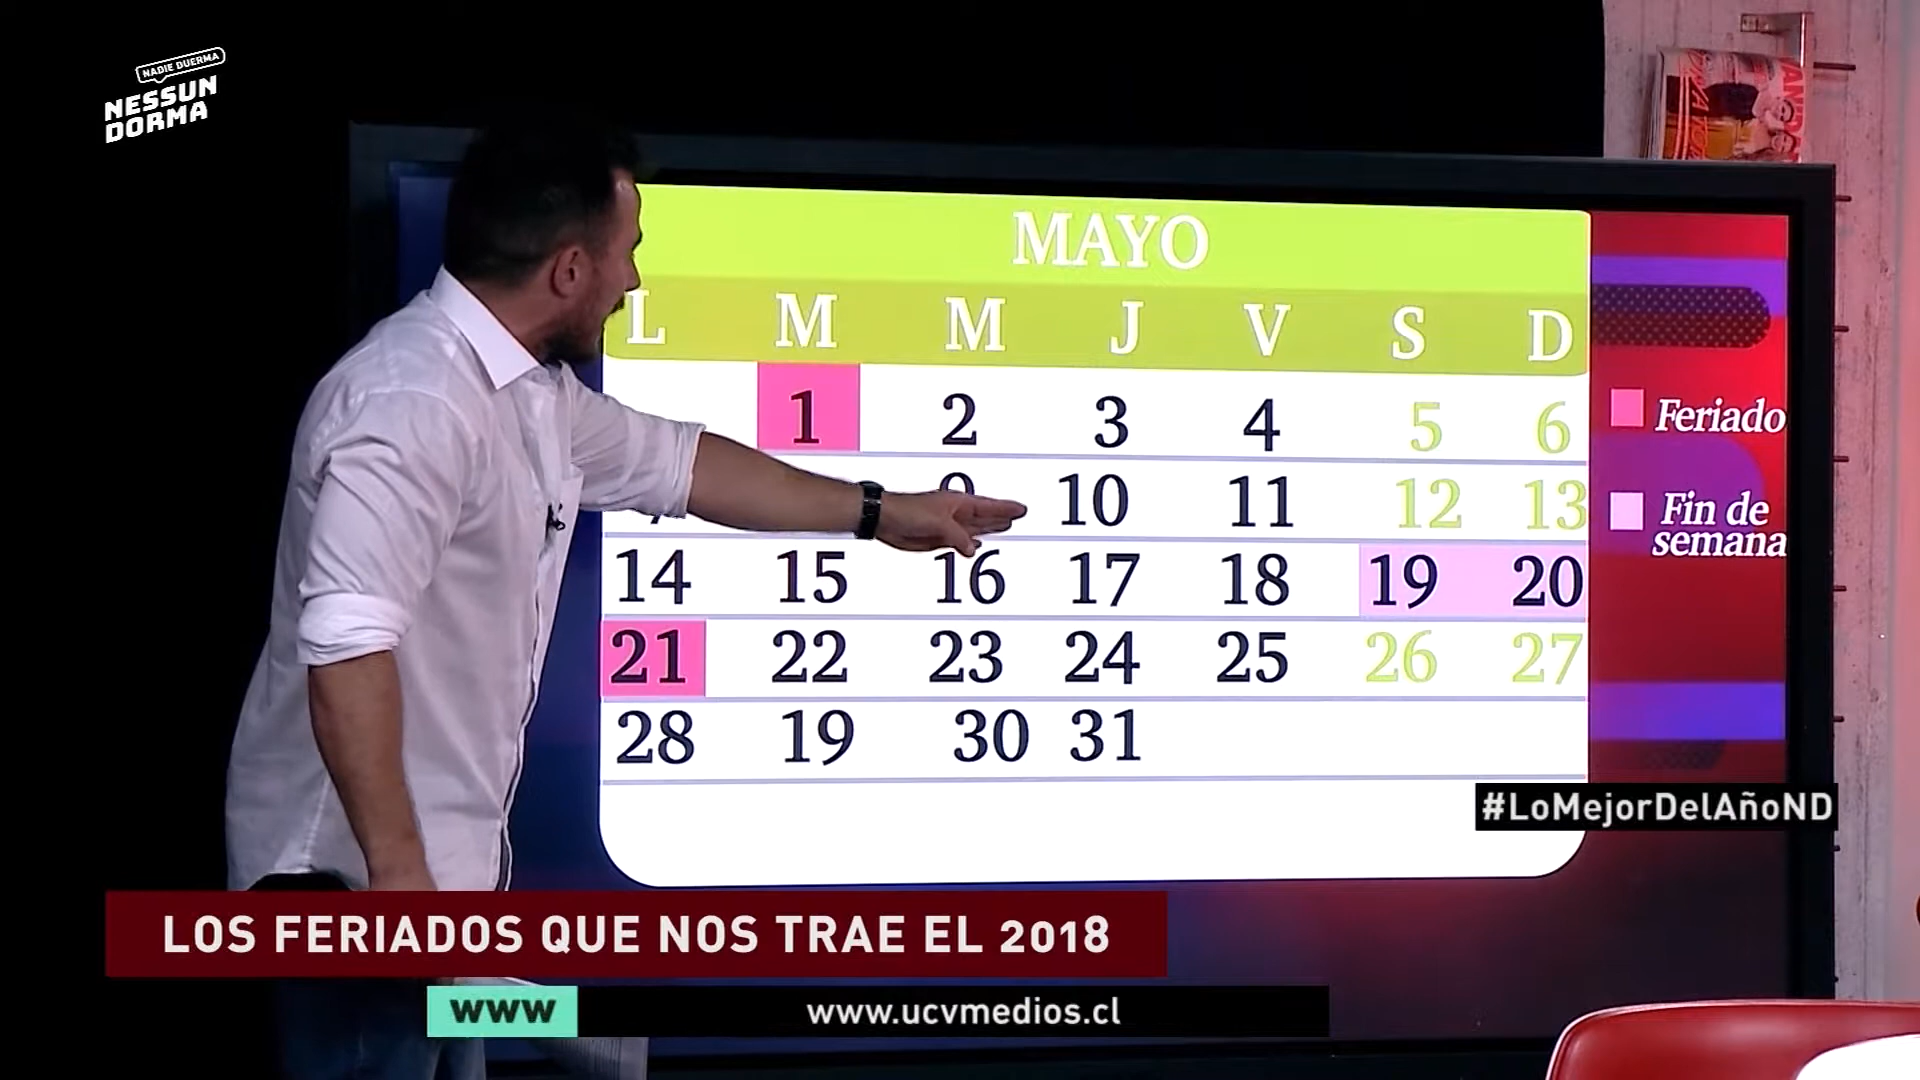 NADIE DUERMA
NESSUN
DORMA
MAYO
L M M J V S D
1 2 3 4 5 6
7 9 10 11 12 13
14 15 16 17 18 19 20
21 22 23 24 25 26 27
28 19 30 31
Feriado
Fin de
semana
#LoMejorDelAñoND
LOS FERIADOS QUE NOS TRAE EL 2018
www
www.ucvmedios.cl